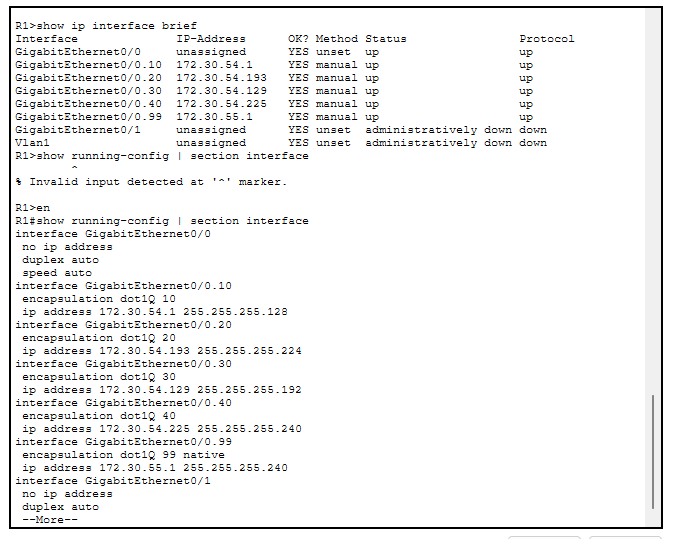 R1>show ip interface brief
Interface              IP-Address      OK? Method Status                Protocol
GigabitEthernet0/0     unassigned      YES unset  up                    up
GigabitEthernet0/0.10  172.30.54.1     YES manual up                    up
GigabitEthernet0/0.20  172.30.54.193   YES manual up                    up
GigabitEthernet0/0.30  172.30.54.129   YES manual up                    up
GigabitEthernet0/0.40  172.30.54.225   YES manual up                    up
GigabitEthernet0/0.99  172.30.55.1     YES manual up                    up
GigabitEthernet0/1     unassigned      YES unset  administratively down down
Vlan1                  unassigned      YES unset  administratively down down
R1>show running-config | section interface
        ^
% Invalid input detected at '^' marker.

R1>en
R1#show running-config | section interface
interface GigabitEthernet0/0
 no ip address
 duplex auto
 speed auto
interface GigabitEthernet0/0.10
 encapsulation dot1Q 10
 ip address 172.30.54.1 255.255.255.128
interface GigabitEthernet0/0.20
 encapsulation dot1Q 20
 ip address 172.30.54.193 255.255.255.224
interface GigabitEthernet0/0.30
 encapsulation dot1Q 30
 ip address 172.30.54.129 255.255.255.192
interface GigabitEthernet0/0.40
 encapsulation dot1Q 40
 ip address 172.30.54.225 255.255.255.240
interface GigabitEthernet0/0.99
 encapsulation dot1Q 99 native
 ip address 172.30.55.1 255.255.255.240
interface GigabitEthernet0/1
 no ip address
 duplex auto
 --More--